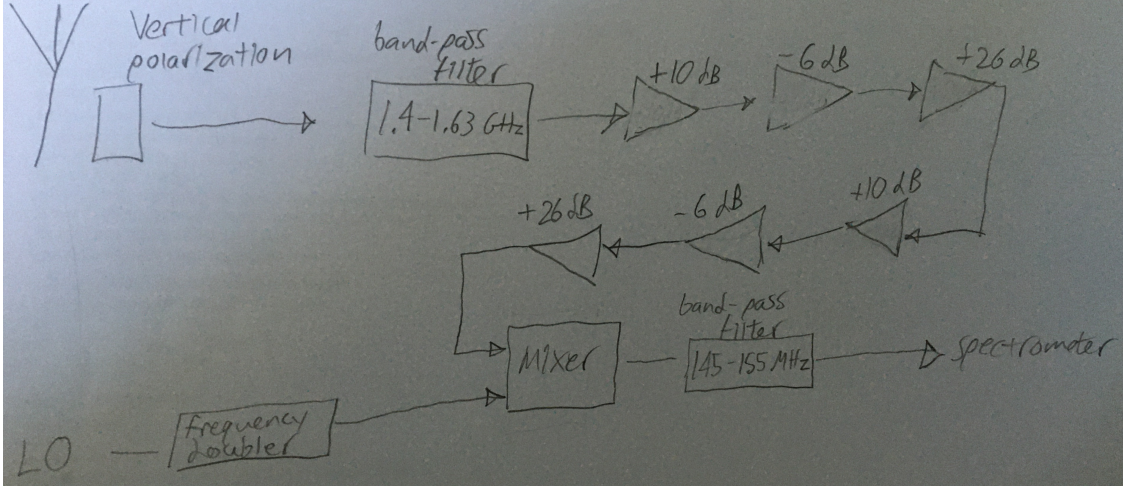 Vertical
polarization
band-pass
filter
1.4-1.63 GHz
+10 dB
-6 dB
+26 dB
+26 dB
-6 dB
+10 dB
Mixer
band-pass
filter
145-155 MHz
spectrometer
LO
frequency
doubler